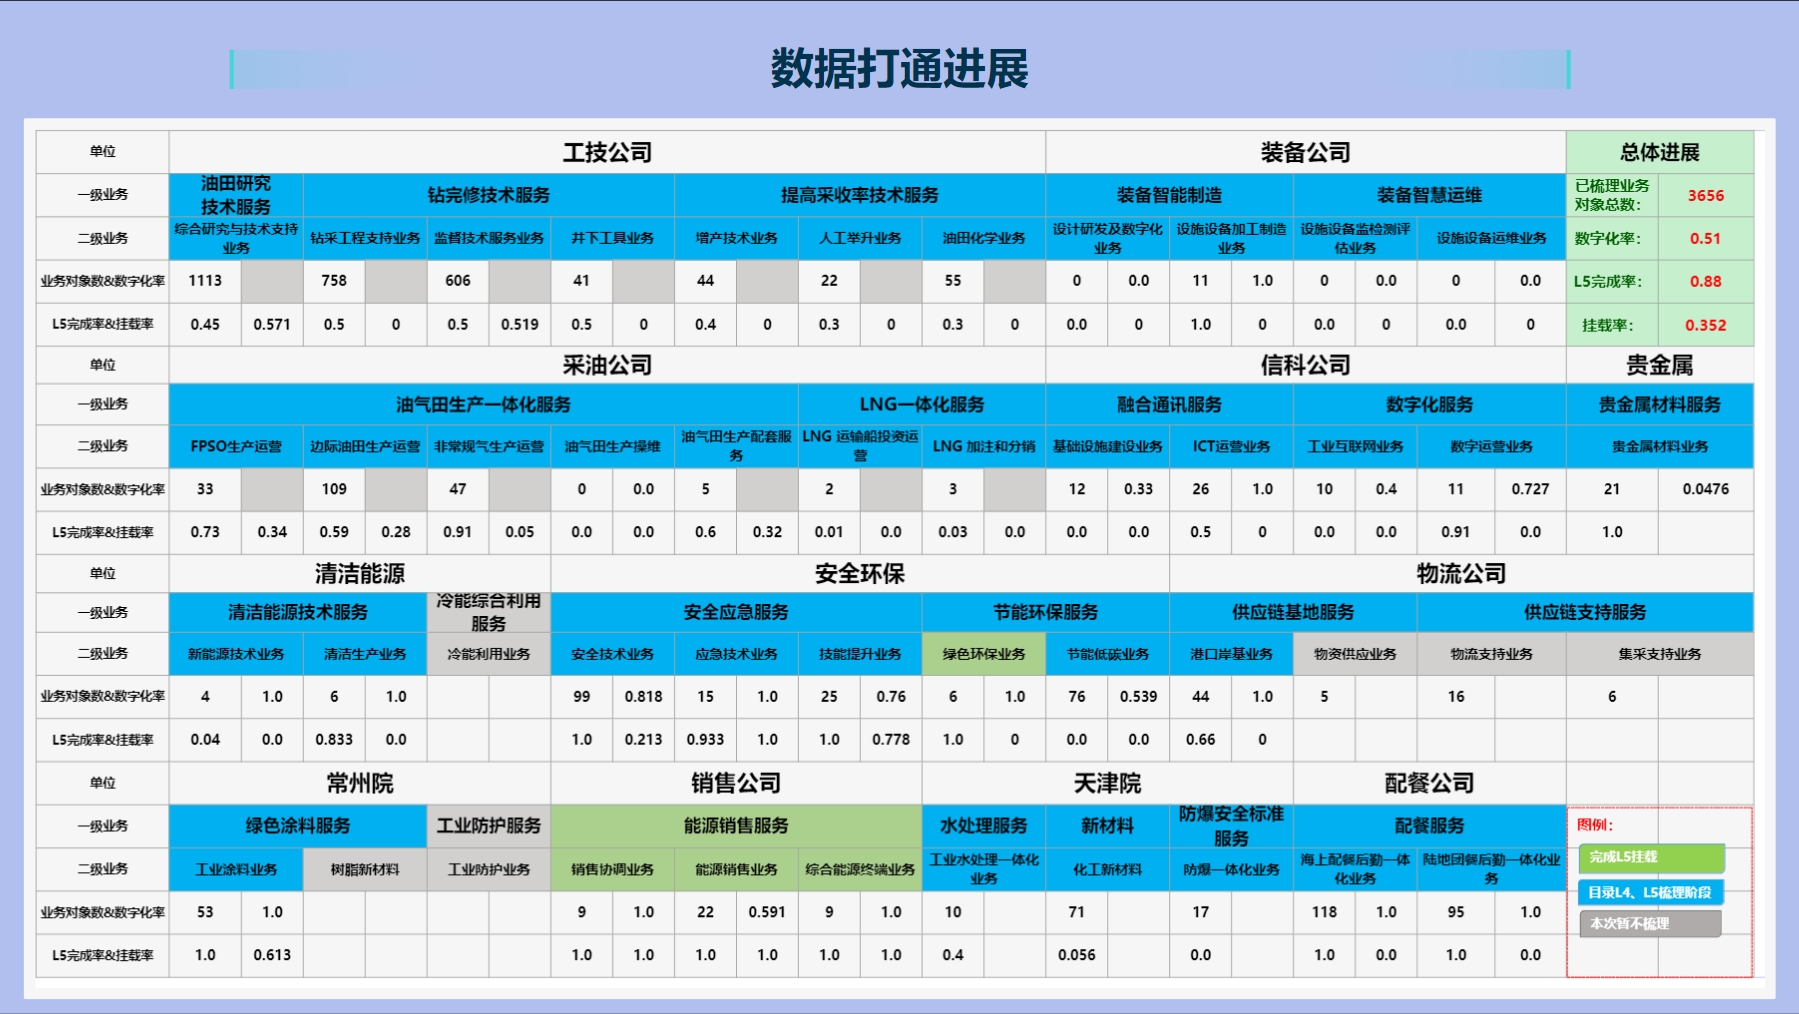 数据打通进展
单位 工技公司 装备公司 总体进展
一级业务 油田研究技术服务 钻完修技术服务 提高采收率技术服务 装备智能制造 装备智慧运维 已梳理业务对象总数： 3656
二级业务 综合研究与技术支持业务 钻采工程支持业务 监督技术服务业务 井下工具业务 增产技术业务 人工举升业务 油田化学业务 设计研发及数字化业务 设施设备加工制造业务 设施设备监检测评估业务 设施设备运维业务 数字化率： 0.51
业务对象数&数字化率 1113 758 606 41 44 22 55 0 0.0 11 1.0 0 0.0 0 0.0 L5完成率： 0.88
L5完成率&挂载率 0.45 0.571 0.5 0 0.5 0.519 0.5 0 0.4 0 0.3 0 0.3 0 0.0 0 1.0 0 0.0 0 0.0 0 挂载率： 0.352
单位 采油公司 信科公司 贵金属
一级业务 油气田生产一体化服务 LNG一体化服务 融合通讯服务 数字化服务 贵金属材料服务
二级业务 FPSO生产运营 边际油田生产运营 非常规气生产运营 油气田生产操维 油气田生产配套服务 LNG 运输船投资运营 LNG 加注和分销 基础设施建设业务 ICT运营业务 工业互联网业务 数字运营业务 贵金属材料业务
业务对象数&数字化率 33 109 47 0 0.0 5 2 3 12 0.33 26 1.0 10 0.4 11 0.727 21 0.0476
L5完成率&挂载率 0.73 0.34 0.59 0.28 0.91 0.05 0.0 0.0 0.6 0.32 0.01 0.0 0.03 0.0 0.0 0.0 0.5 0 0.0 0.0 0.91 0.0 1.0
单位 清洁能源 安全环保 物流公司
一级业务 清洁能源技术服务 冷能综合利用服务 安全应急服务 节能环保服务 供应链基地服务 供应链支持服务
二级业务 新能源技术业务 清洁生产业务 冷能利用业务 安全技术业务 应急技术业务 技能提升业务 绿色环保业务 节能低碳业务 港口岸基业务 物资供应业务 物流支持业务 集采支持业务
业务对象数&数字化率 4 1.0 6 1.0 99 0.818 15 1.0 25 0.76 6 1.0 76 0.539 44 1.0 5 16 6
L5完成率&挂载率 0.04 0.0 0.833 0.0 1.0 0.213 0.933 1.0 1.0 0.778 1.0 0 0.0 0.0 0.66 0
单位 常州院 销售公司 天津院 配餐公司
一级业务 绿色涂料服务 工业防护服务 能源销售服务 水处理服务 新材料 防爆安全标准服务 配餐服务 图例：
二级业务 工业涂料业务 树脂新材料 工业防护业务 销售协调业务 能源销售业务 综合能源终端业务 工业水处理一体化业务 化工新材料 防爆一体化业务 海上配餐后勤一体化业务 陆地团餐后勤一体化业务 完成L5挂载
目录L4、L5梳理阶段
业务对象数&数字化率 53 1.0 9 1.0 22 0.591 9 1.0 10 71 17 118 1.0 95 1.0 本次暂不梳理
L5完成率&挂载率 1.0 0.613 1.0 1.0 1.0 1.0 1.0 1.0 0.4 0.056 0.0 1.0 0.0 1.0 0.0